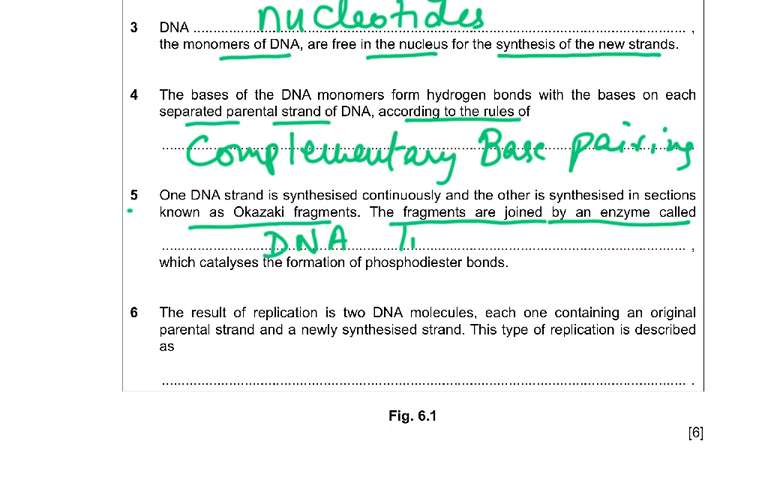 nucleotides
3 DNA ,
the monomers of DNA, are free in the nucleus for the synthesis of the new strands.
4 The bases of the DNA monomers form hydrogen bonds with the bases on each
separated parental strand of DNA, according to the rules of
Complementary Base pairing
5 One DNA strand is synthesised continuously and the other is synthesised in sections
known as Okazaki fragments. The fragments are joined by an enzyme called
DNA ,
which catalyses the formation of phosphodiester bonds.
6 The result of replication is two DNA molecules, each one containing an original
parental strand and a newly synthesised strand. This type of replication is described
as
.
Fig. 6.1
[6]